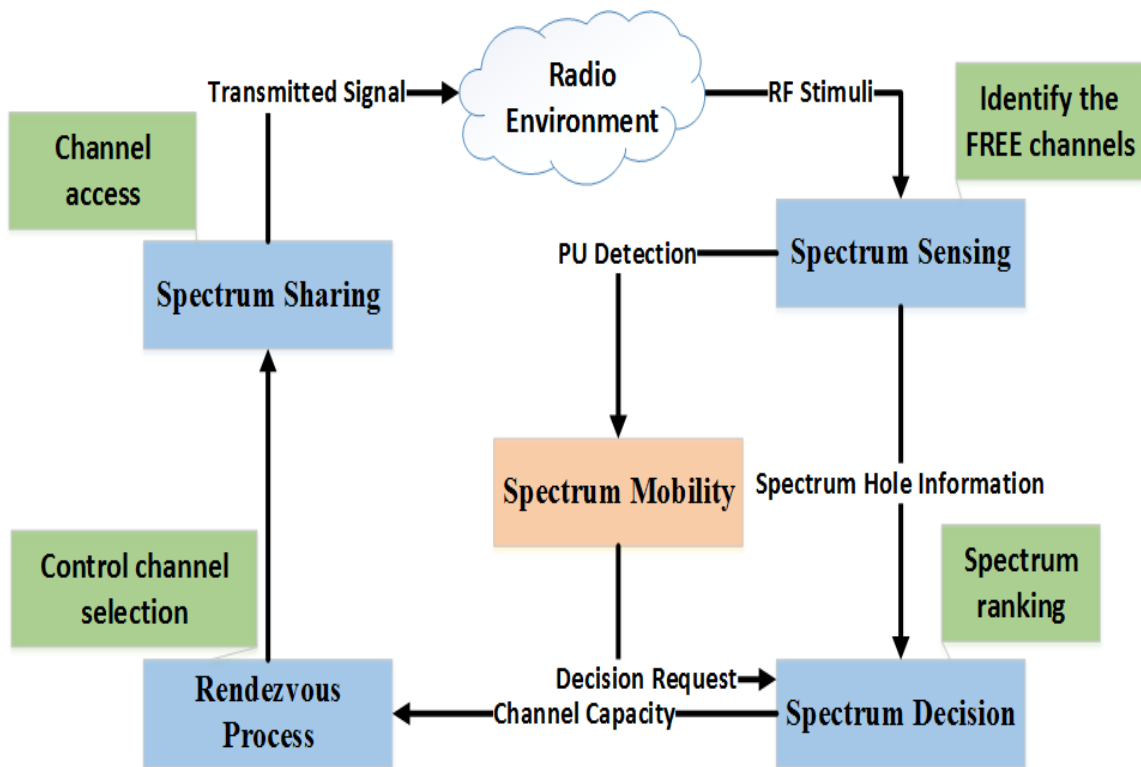 Transmitted Signal
Radio
Environment
RF Stimuli
Identify the
FREE channels
Channel
access
Spectrum Sharing
PU Detection
Spectrum Sensing
Spectrum Mobility
Spectrum Hole Information
Control channel
selection
Spectrum
ranking
Rendezvous
Process
Decision Request
Channel Capacity
Spectrum Decision